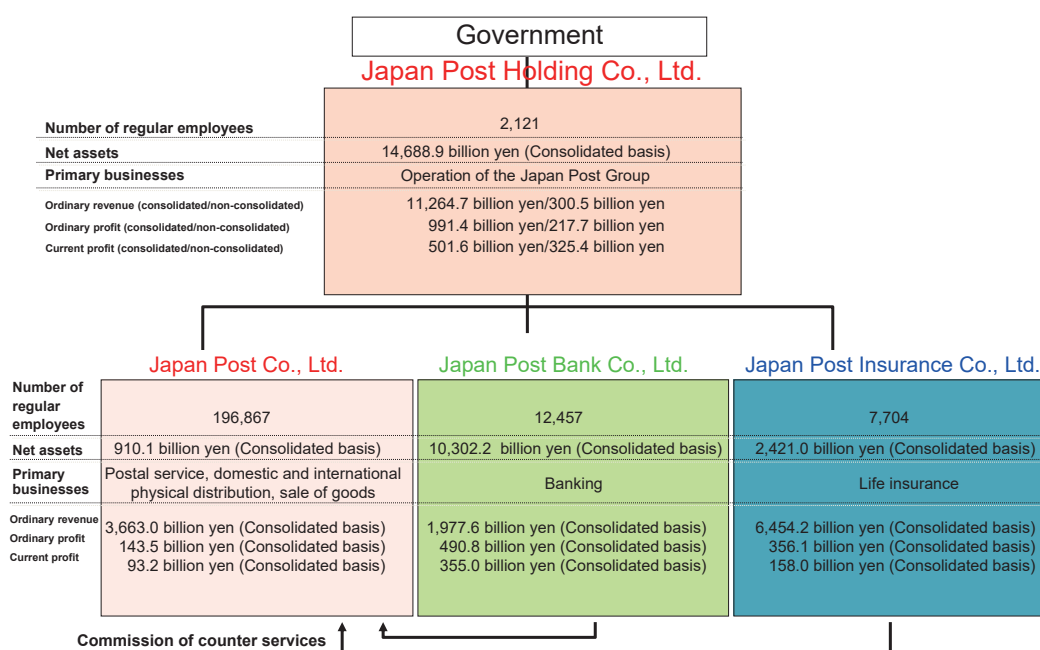 Government
Japan Post Holding Co., Ltd.
Number of regular employees
2,121
Net assets
14,688.9 billion yen (Consolidated basis)
Primary businesses
Operation of the Japan Post Group
Ordinary revenue (consolidated/non-consolidated)
11,264.7 billion yen/300.5 billion yen
Ordinary profit (consolidated/non-consolidated)
991.4 billion yen/217.7 billion yen
Current profit (consolidated/non-consolidated)
501.6 billion yen/325.4 billion yen
Japan Post Co., Ltd.
Japan Post Bank Co., Ltd.
Japan Post Insurance Co., Ltd.
Number of
regular
employees
196,867
12,457
7,704
Net assets
910.1 billion yen (Consolidated basis)
10,302.2 billion yen (Consolidated basis)
2,421.0 billion yen (Consolidated basis)
Primary
businesses
Postal service, domestic and international
physical distribution, sale of goods
Banking
Life insurance
Ordinary revenue
3,663.0 billion yen (Consolidated basis)
1,977.6 billion yen (Consolidated basis)
6,454.2 billion yen (Consolidated basis)
Ordinary profit
143.5 billion yen (Consolidated basis)
490.8 billion yen (Consolidated basis)
356.1 billion yen (Consolidated basis)
Current profit
93.2 billion yen (Consolidated basis)
355.0 billion yen (Consolidated basis)
158.0 billion yen (Consolidated basis)
Commission of counter services